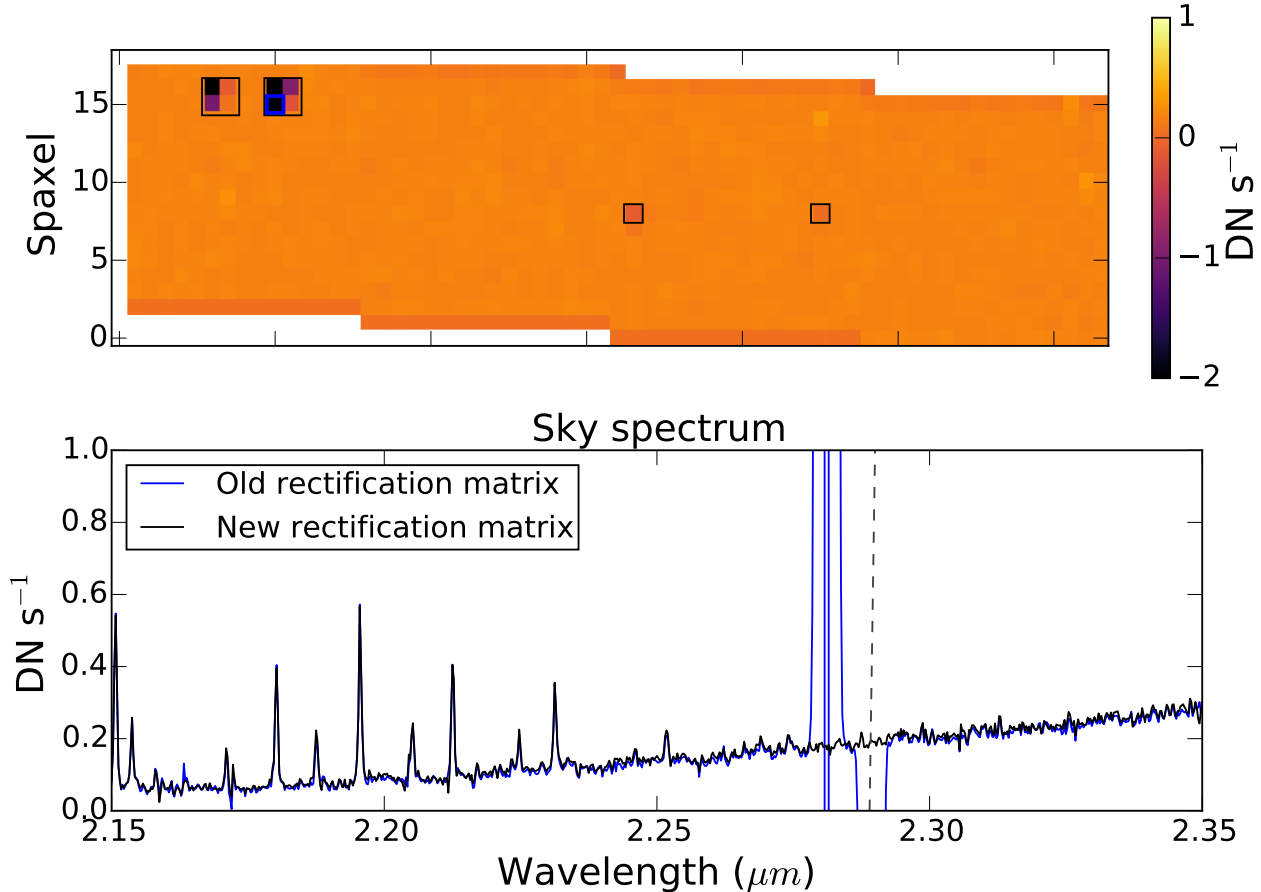 1
0
−1
−2
DN s⁻¹
15
10
5
0
Spaxel
Sky spectrum
1.0
0.8
0.6
0.4
0.2
0.0
DN s⁻¹
Old rectification matrix
New rectification matrix
2.15 2.20 2.25 2.30 2.35
Wavelength (μm)